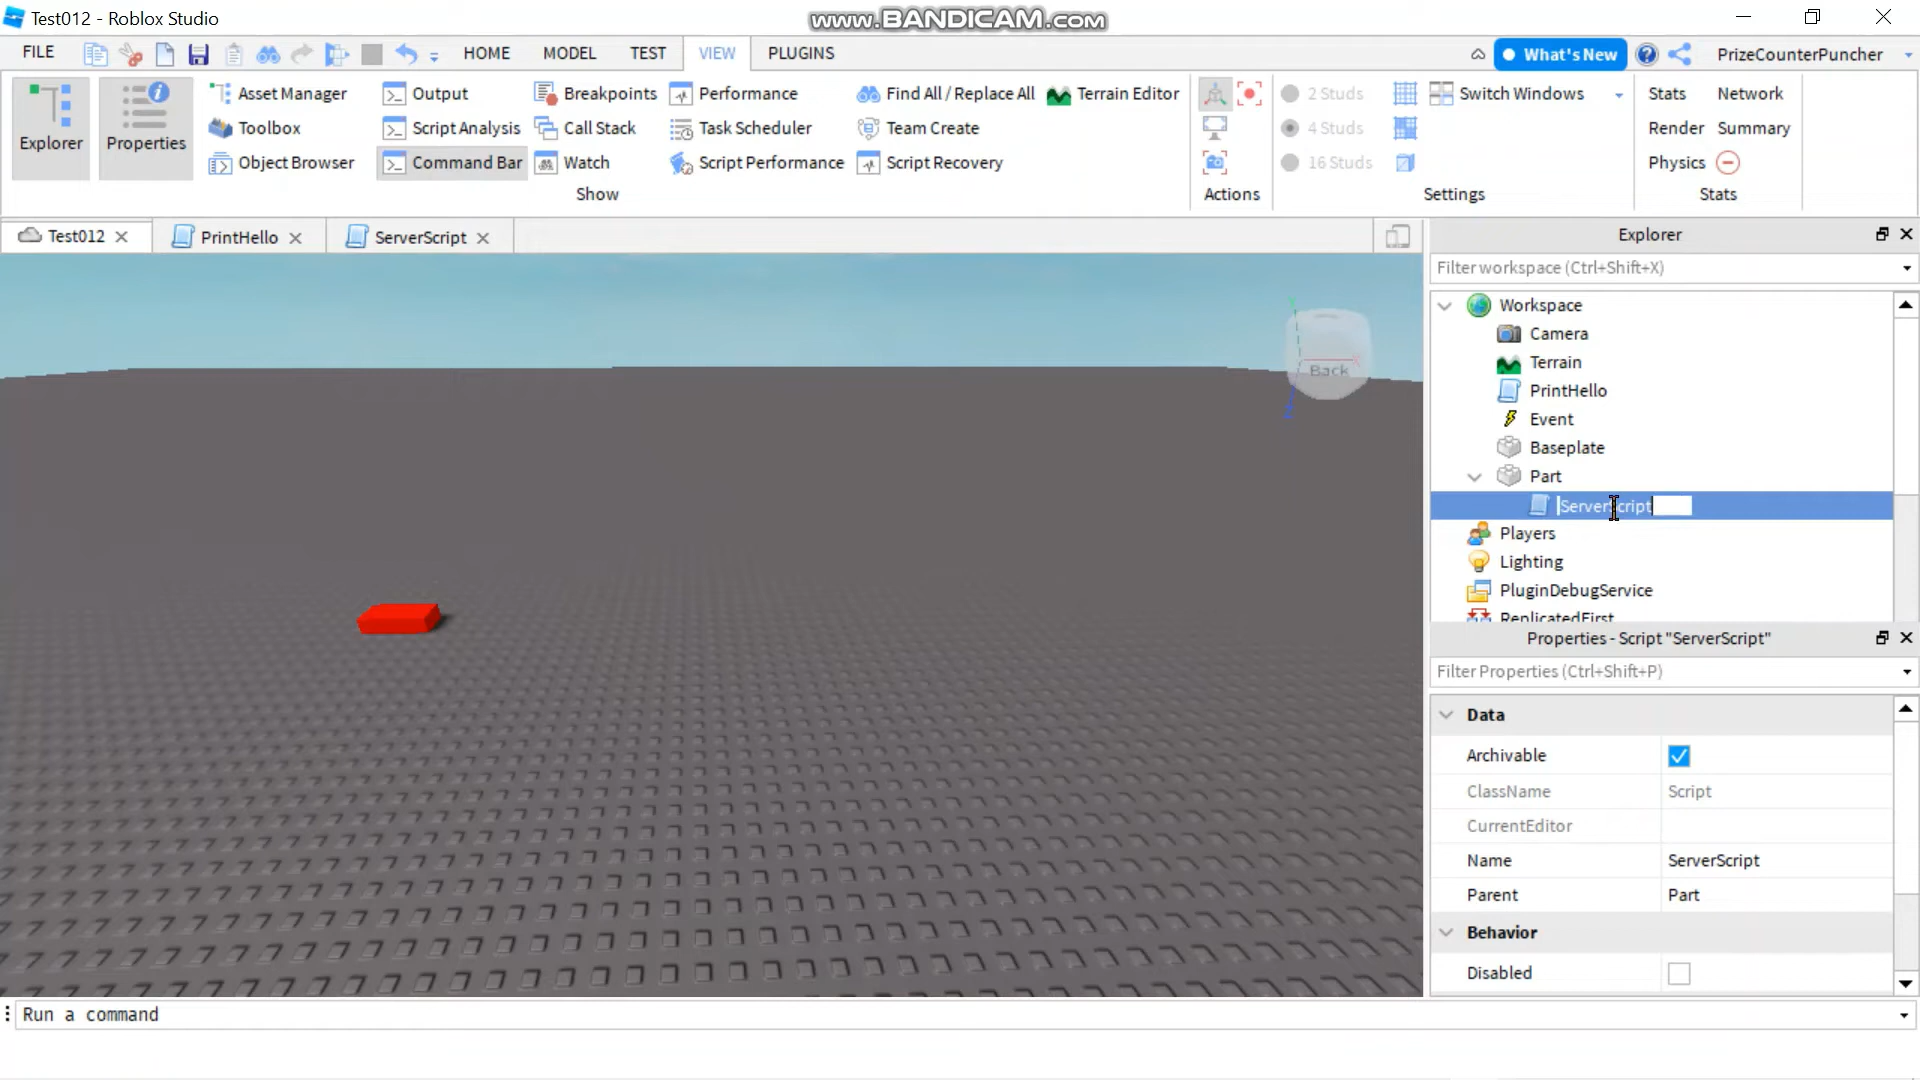 Test012 - Roblox Studio
www.BANDICAM.com
FILE
HOME
MODEL
TEST
VIEW
PLUGINS
What's New
PrizeCounterPuncher
Explorer
Properties
Asset Manager
Toolbox
Object Browser
Output
Script Analysis
Command Bar
Breakpoints
Call Stack
Watch
Performance
Task Scheduler
Script Performance
Find All / Replace All
Team Create
Script Recovery
Terrain Editor
Show
Actions
2 Studs
4 Studs
16 Studs
Switch Windows
Settings
Stats
Network
Render
Summary
Physics
Stats
Test012
PrintHello
ServerScript
Back
Explorer
Filter workspace (Ctrl+Shift+X)
Workspace
Camera
Terrain
PrintHello
Event
Baseplate
Part
ServerScript
Players
Lighting
PluginDebugService
ReplicatedFirst
Properties - Script "ServerScript"
Filter Properties (Ctrl+Shift+P)
Data
Archivable
ClassName Script
CurrentEditor
Name ServerScript
Parent Part
Behavior
Disabled
Run a command